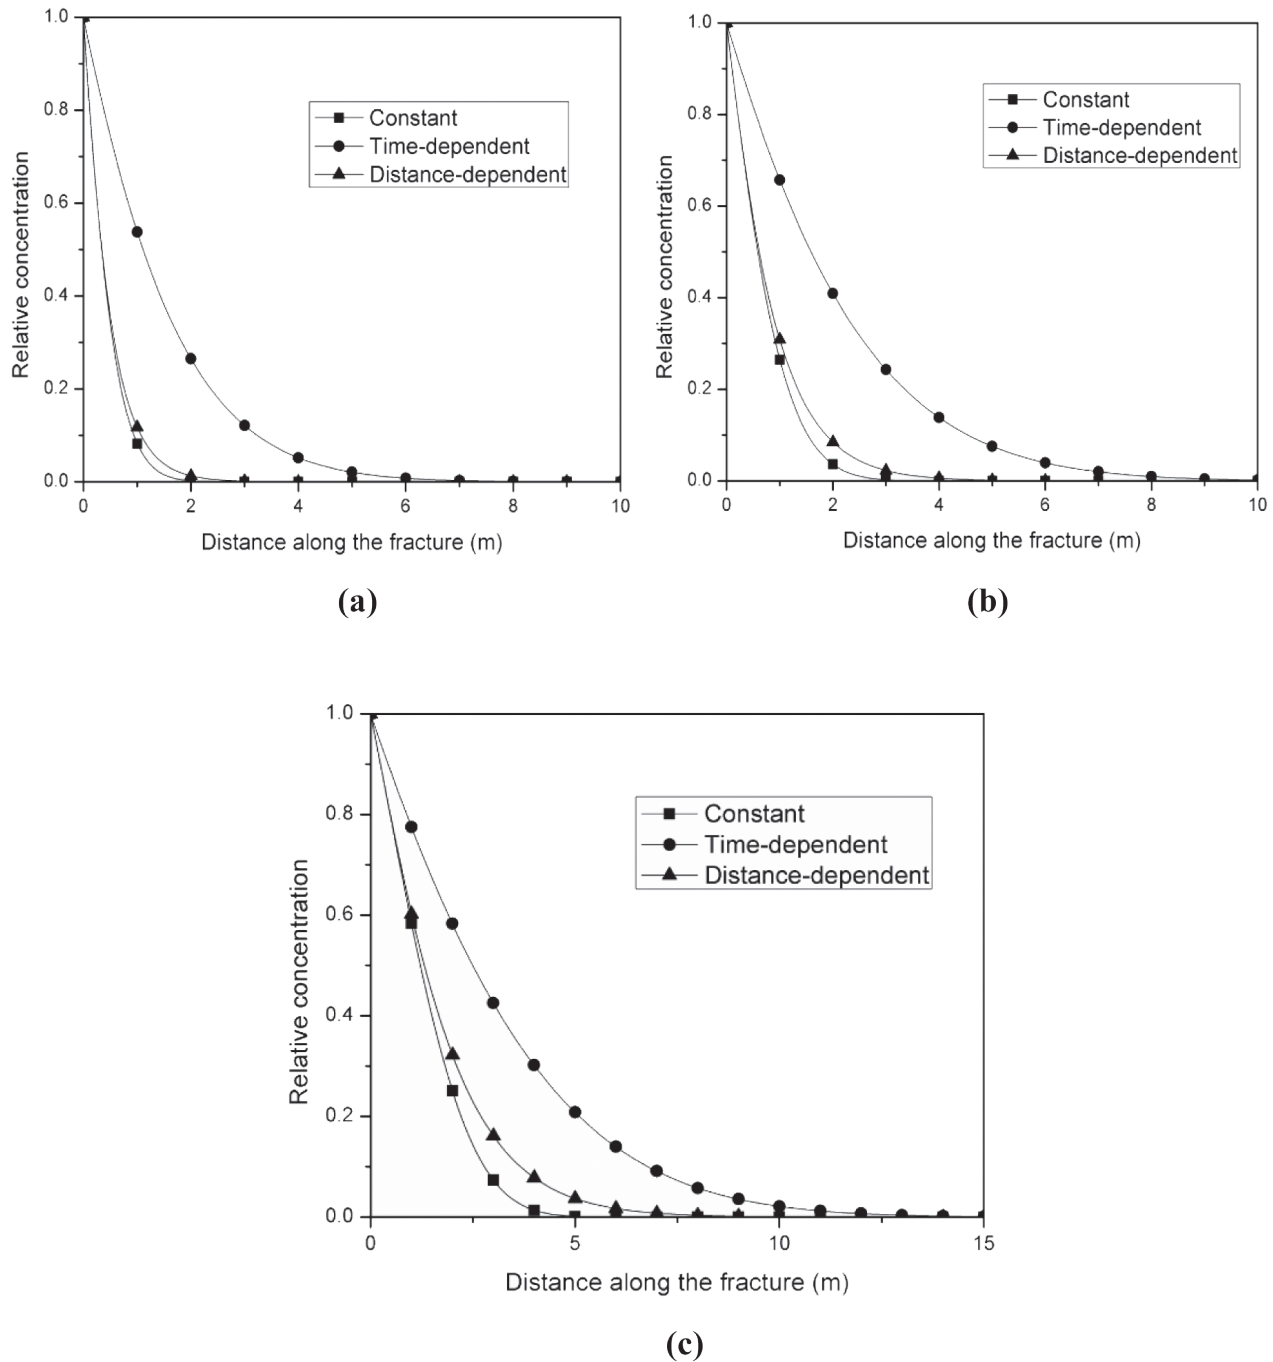 1.0
0.8
0.6
0.4
0.2
0.0
Relative concentration
Constant
Time-dependent
Distance-dependent
0 2 4 6 8 10
Distance along the fracture (m)
(a)
1.0
0.8
0.6
0.4
0.2
0.0
Relative concentration
Constant
Time-dependent
Distance-dependent
0 2 4 6 8 10
Distance along the fracture (m)
(b)
1.0
0.8
0.6
0.4
0.2
0.0
Relative concentration
Constant
Time-dependent
Distance-dependent
0 5 10 15
Distance along the fracture (m)
(c)